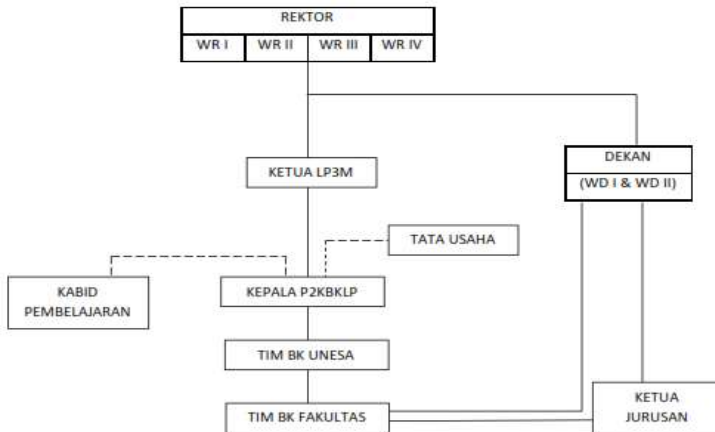 REKTOR
WR I
WR II
WR III
WR IV
DEKAN
(WD I & WD II)
KETUA LP3M
TATA USAHA
KABID
PEMBELAJARAN
KEPALA P2KBKLP
TIM BK UNESA
TIM BK FAKULTAS
KETUA
JURUSAN